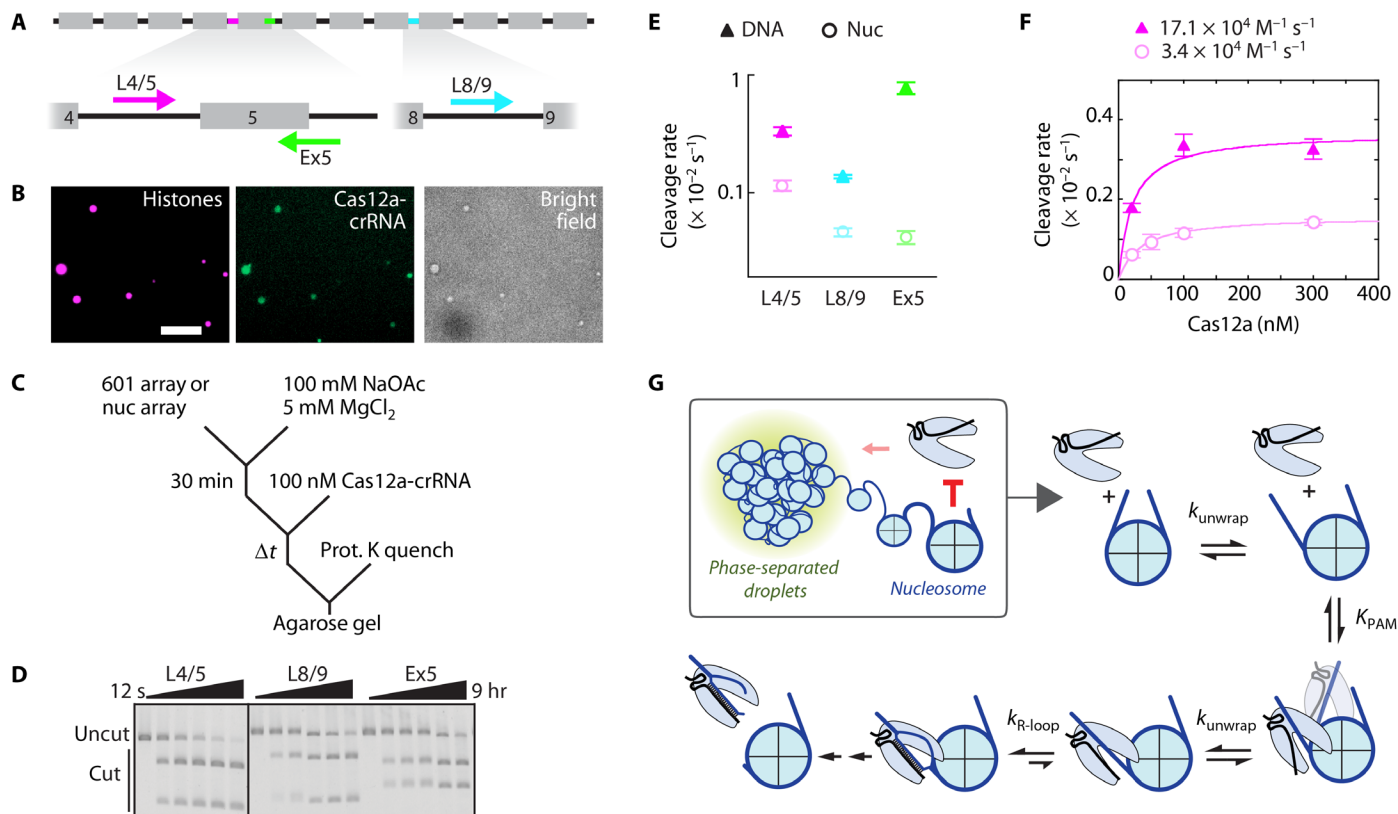 A
L4/5
L8/9
4
5
8
9
Ex5
B
Histones
Cas12a-
crRNA
Bright
field
C
601 array or
nuc array
100 mM NaOAc
5 mM MgCl₂
30 min
100 nM Cas12a-crRNA
Δt
Prot. K quench
Agarose gel
D
L4/5
L8/9
Ex5
12 s
9 hr
Uncut
Cut
E
DNA
Nuc
Cleavage rate
(× 10⁻² s⁻¹)
1
0.1
L4/5
L8/9
Ex5
F
17.1 × 10⁴ M⁻¹ s⁻¹
3.4 × 10⁴ M⁻¹ s⁻¹
Cleavage rate
(× 10⁻² s⁻¹)
0.4
0.2
0
0
100
200
300
400
Cas12a (nM)
G
Phase-separated
droplets
Nucleosome
+
+
kunwrap
KPAM
kR-loop
kunwrap